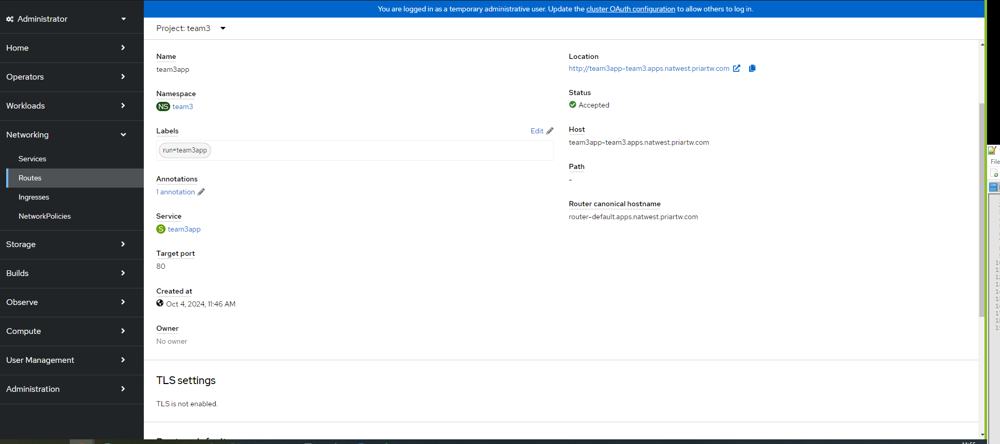 You are logged in as a temporary administrative user. Update the cluster OAuth configuration to allow others to log in.
Administrator
Home
Operators
Workloads
Networking
Services
Routes
Ingresses
NetworkPolicies
Storage
Builds
Observe
Compute
User Management
Administration
Project: team3
Name
team3app
Namespace
NS team3
Labels
Edit
run=team3app
Annotations
1 annotation
Service
S team3app
Target port
80
Created at
Oct 4, 2024, 11:46 AM
Owner
No owner
Location
http://team3app-team3.apps.natwest.priartw.com
Status
Accepted
Host
team3app-team3.apps.natwest.priartw.com
Path
-
Router canonical hostname
router-default.apps.natwest.priartw.com
TLS settings
TLS is not enabled.
File